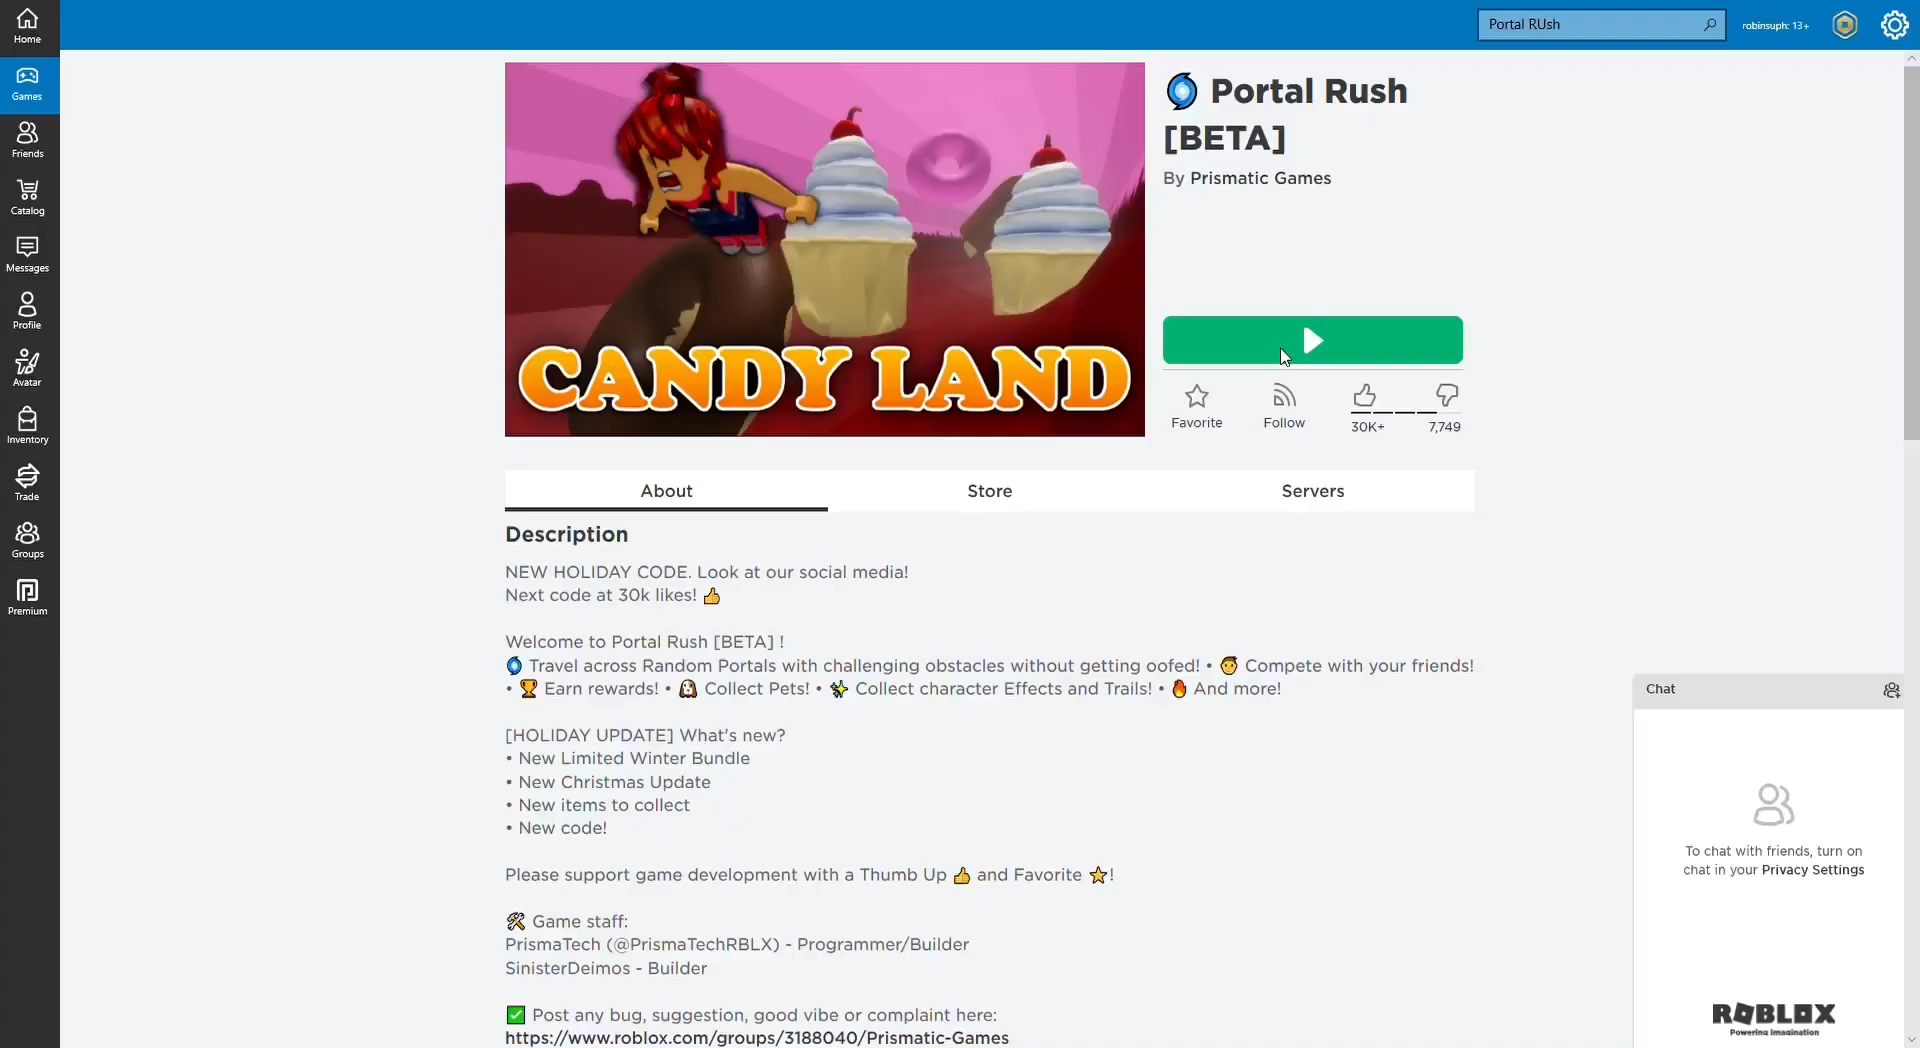 Home
Games
Friends
Catalog
Messages
Profile
Avatar
Inventory
Trade
Groups
Premium
Portal RUsh
robinsuph: 13+
CANDY LAND
Portal Rush
[BETA]
By Prismatic Games
Favorite
Follow
30K+
7,749
About
Store
Servers
Description
NEW HOLIDAY CODE. Look at our social media!
Next code at 30k likes! 👍
Welcome to Portal Rush [BETA] !
🌀 Travel across Random Portals with challenging obstacles without getting oofed! • 👨 Compete with your friends!
• 🏆 Earn rewards! • 🐶 Collect Pets! • ✨ Collect character Effects and Trails! • 🔥 And more!
[HOLIDAY UPDATE] What's new?
• New Limited Winter Bundle
• New Christmas Update
• New items to collect
• New code!
Please support game development with a Thumb Up 👍 and Favorite ⭐!
🛠 Game staff:
PrismaTech (@PrismaTechRBLX) - Programmer/Builder
SinisterDeimos - Builder
✅ Post any bug, suggestion, good vibe or complaint here:
https://www.roblox.com/groups/3188040/Prismatic-Games
Chat
To chat with friends, turn on
chat in your Privacy Settings
ROBLOX
Powering Imagination